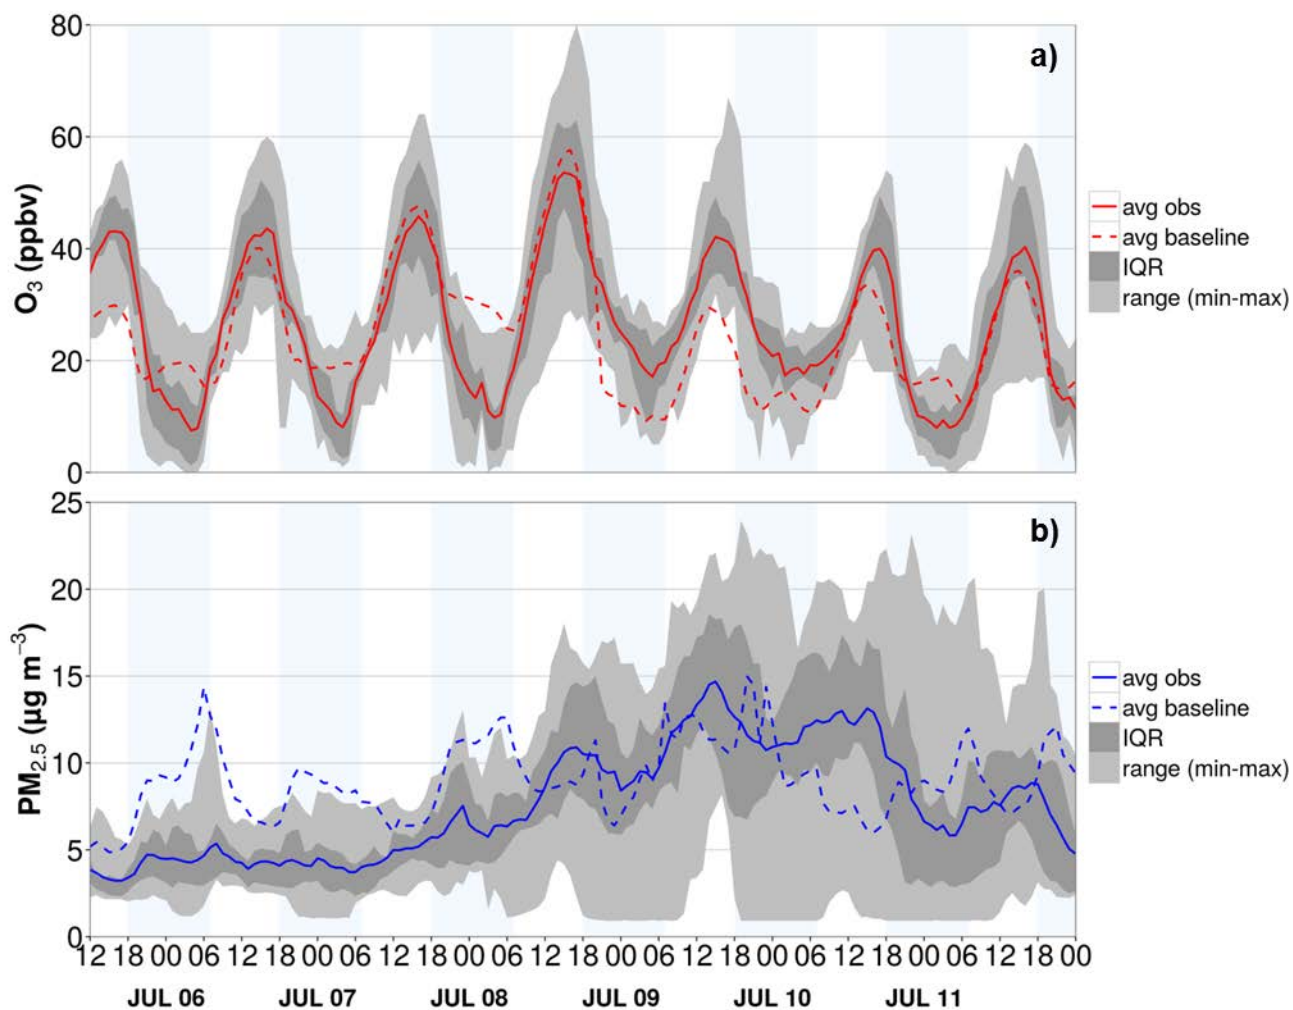 a)
80
60
40
20
0
O3 (ppbv)
avg obs
avg baseline
IQR
range (min-max)
b)
25
20
15
10
5
0
PM2.5 (µg m−3)
avg obs
avg baseline
IQR
range (min-max)
12 18 00 06 12 18 00 06 12 18 00 06 12 18 00 06 12 18 00 06 12 18 00 06 12 18 00
JUL 06 JUL 07 JUL 08 JUL 09 JUL 10 JUL 11